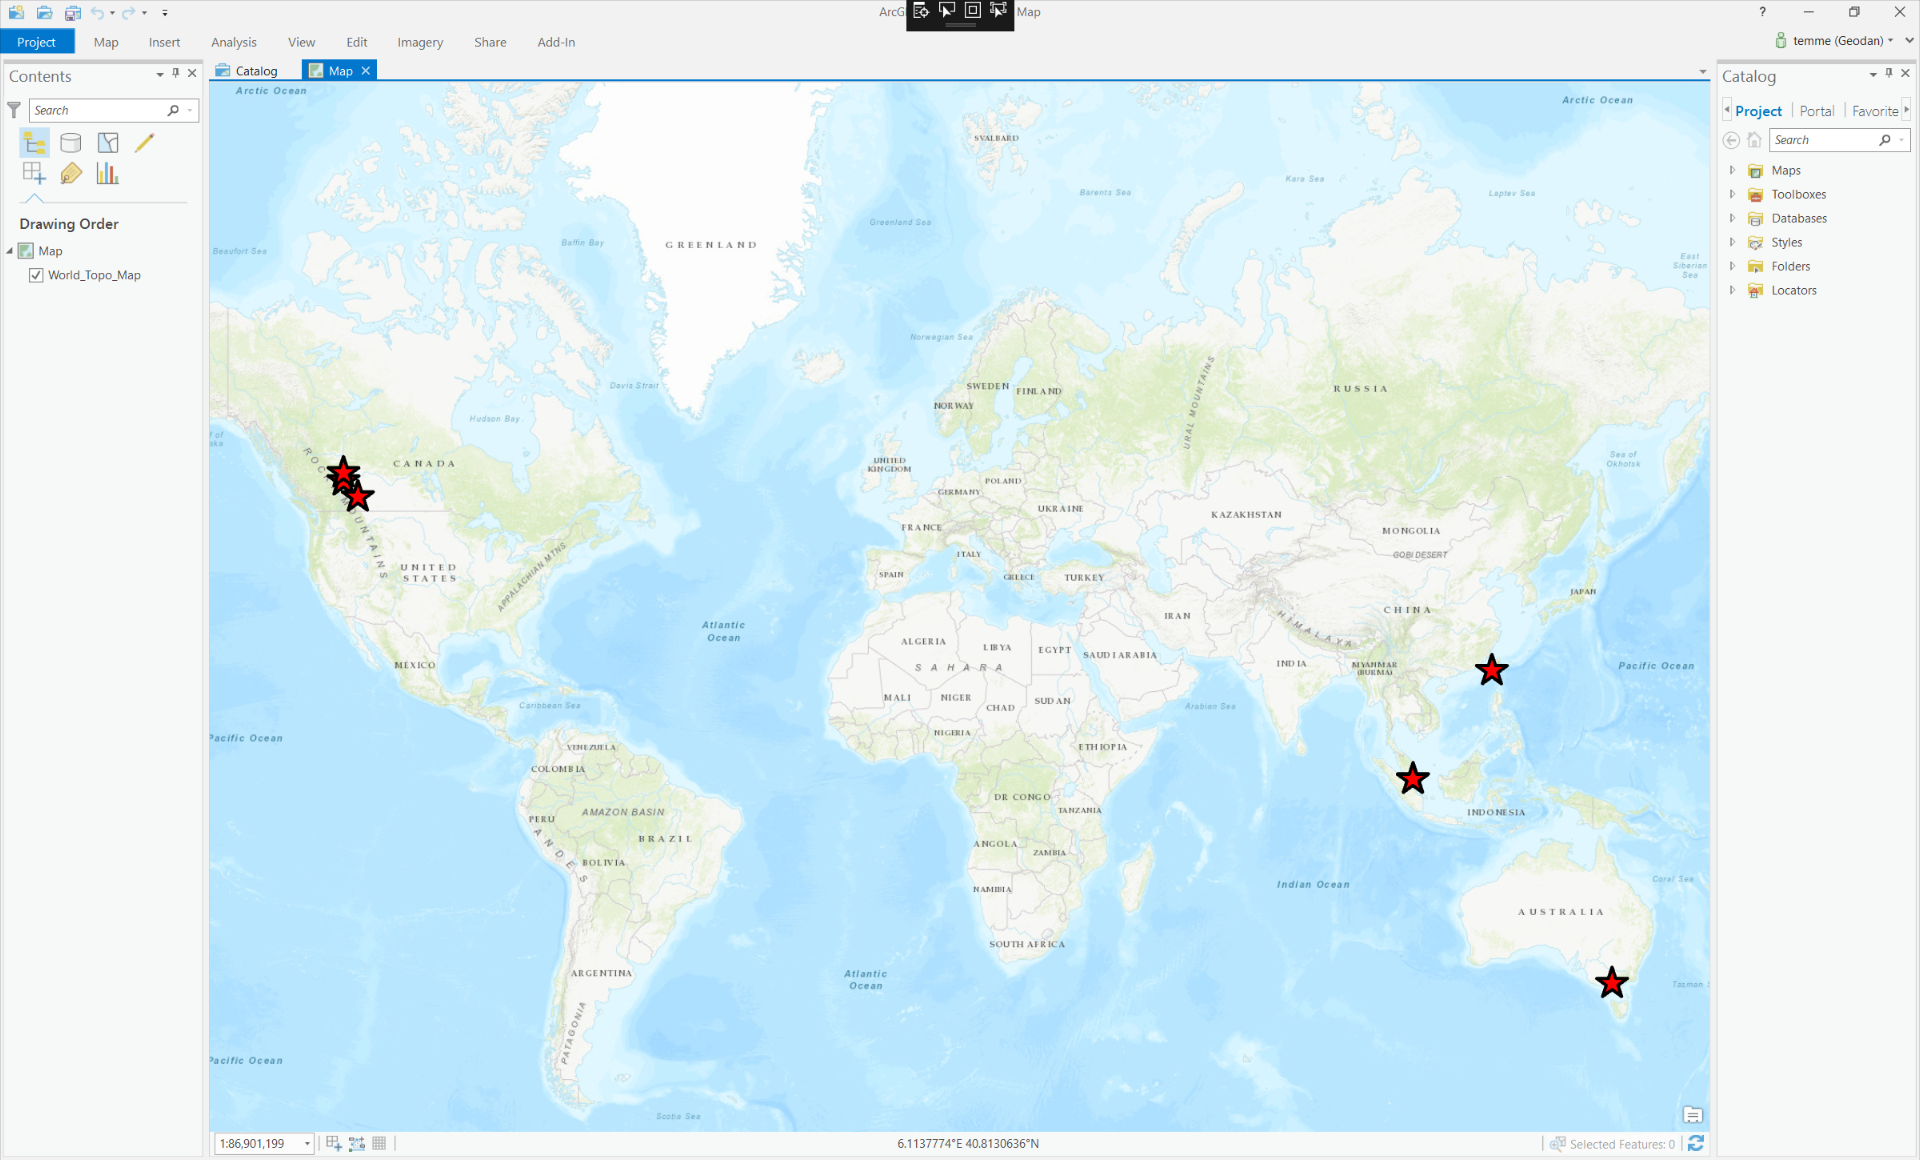 ArcG
Map
?
Project
Map
Insert
Analysis
View
Edit
Imagery
Share
Add-In
temme (Geodan)
Contents
Search
Drawing Order
Map
World_Topo_Map
Catalog
Map
Arctic Ocean
Arctic Ocean
SVALBARD
Kara Sea
Barents Sea
Laptev Sea
Greenland Sea
GREENLAND
Baffin Bay
Beaufort Sea
East
Siberian
Sea
Norwegian Sea
Davis Strait
SWEDEN
FINLAND
NORWAY
RUSSIA
URAL MOUNTAINS
Hudson Bay
CANADA
UNITED
KINGDOM
Sea of
Okhotsk
POLAND
GERMANY
UKRAINE
KAZAKHSTAN
FRANCE
MONGOLIA
GOBI DESERT
ITALY
UNITED
STATES
APPALACHIAN MTNS
SPAIN
GREECE
TURKEY
JAPAN
CHINA
IRAN
HIMALAYA
Atlantic
Ocean
ALGERIA
LIBYA
EGYPT
SAUDI ARABIA
SAHARA
INDIA
MYANMAR
(BURMA)
Pacific Ocean
MÉXICO
MALI
NIGER
CHAD
SUDAN
Caribbean Sea
Arabian Sea
NIGERIA
Pacific Ocean
VENEZUELA
ETHIOPIA
COLOMBIA
DR CONGO
AMAZON BASIN
TANZANIA
INDONESIA
PERU
BRAZIL
ANDES
ANGOLA
ZAMBIA
BOLIVIA
Coral Sea
Indian Ocean
NAMIBIA
AUSTRALIA
SOUTH AFRICA
Atlantic
Ocean
ARGENTINA
PATAGONIA
Tasman S
Pacific Ocean
Scotia Sea
1:86,901,199
6.1137774°E 40.8130636°N
Selected Features: 0
Catalog
Project
Portal
Favorite
Search
Maps
Toolboxes
Databases
Styles
Folders
Locators